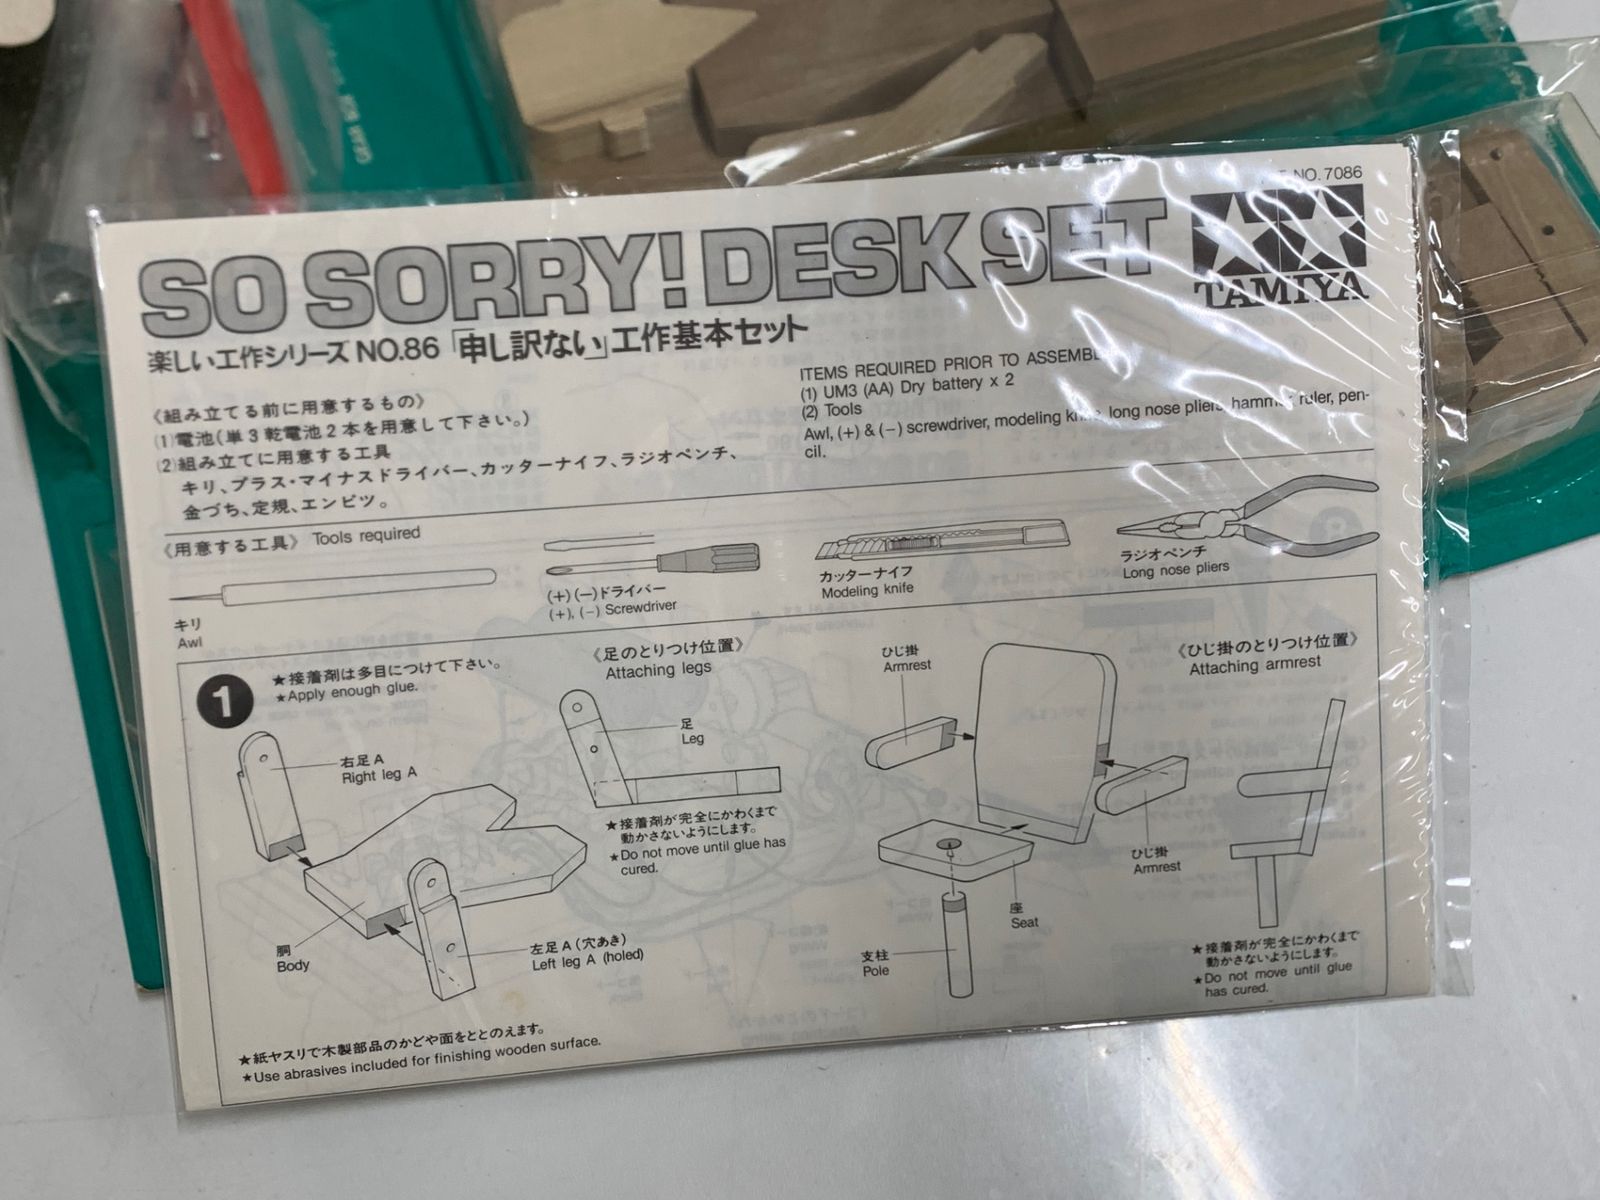 NO. 7086
SO SORRY! DESK SET
TAMIYA
楽しい工作シリーズ NO.86「申し訳ない」工作基本セット
《組み立てる前に用意するもの》
(1)電池(単3乾電池2本を用意して下さい。)
(2)組み立てに用意する工具
キリ、プラス・マイナスドライバー、カッターナイフ、ラジオペンチ、
金づち、定規、エンピツ。
ITEMS REQUIRED PRIOR TO
(1) UM3 (AA) Dry battery x 2
(2) Tools
Awl, (+) & (−) screwdriver, modeling long nose pliers, hammer, ruler, pen-
cil.
《用意する工具》 Tools required
キリ
Awl
(+)(−)ドライバー
(+), (−) Screwdriver
カッターナイフ
Modeling knife
ラジオペンチ
Long nose pliers
1
★接着剤は多目につけて下さい。
★Apply enough glue.
右足A
Right leg A
胴
Body
左足A(穴あき)
Left leg A (holed)
《足のとりつけ位置》
Attaching legs
足
Leg
★接着剤が完全にかわくまで
動かさないようにします。
★Do not move until glue has
cured.
ひじ掛
Armrest
ひじ掛
Armrest
座
Seat
支柱
Pole
《ひじ掛のとりつけ位置》
Attaching armrest
★接着剤が完全にかわくまで
動かさないようにします。
★Do not move until glue
has cured.
★紙ヤスリで木製部品のかどや面をととのえます。
★Use abrasives included for finishing wooden surface.